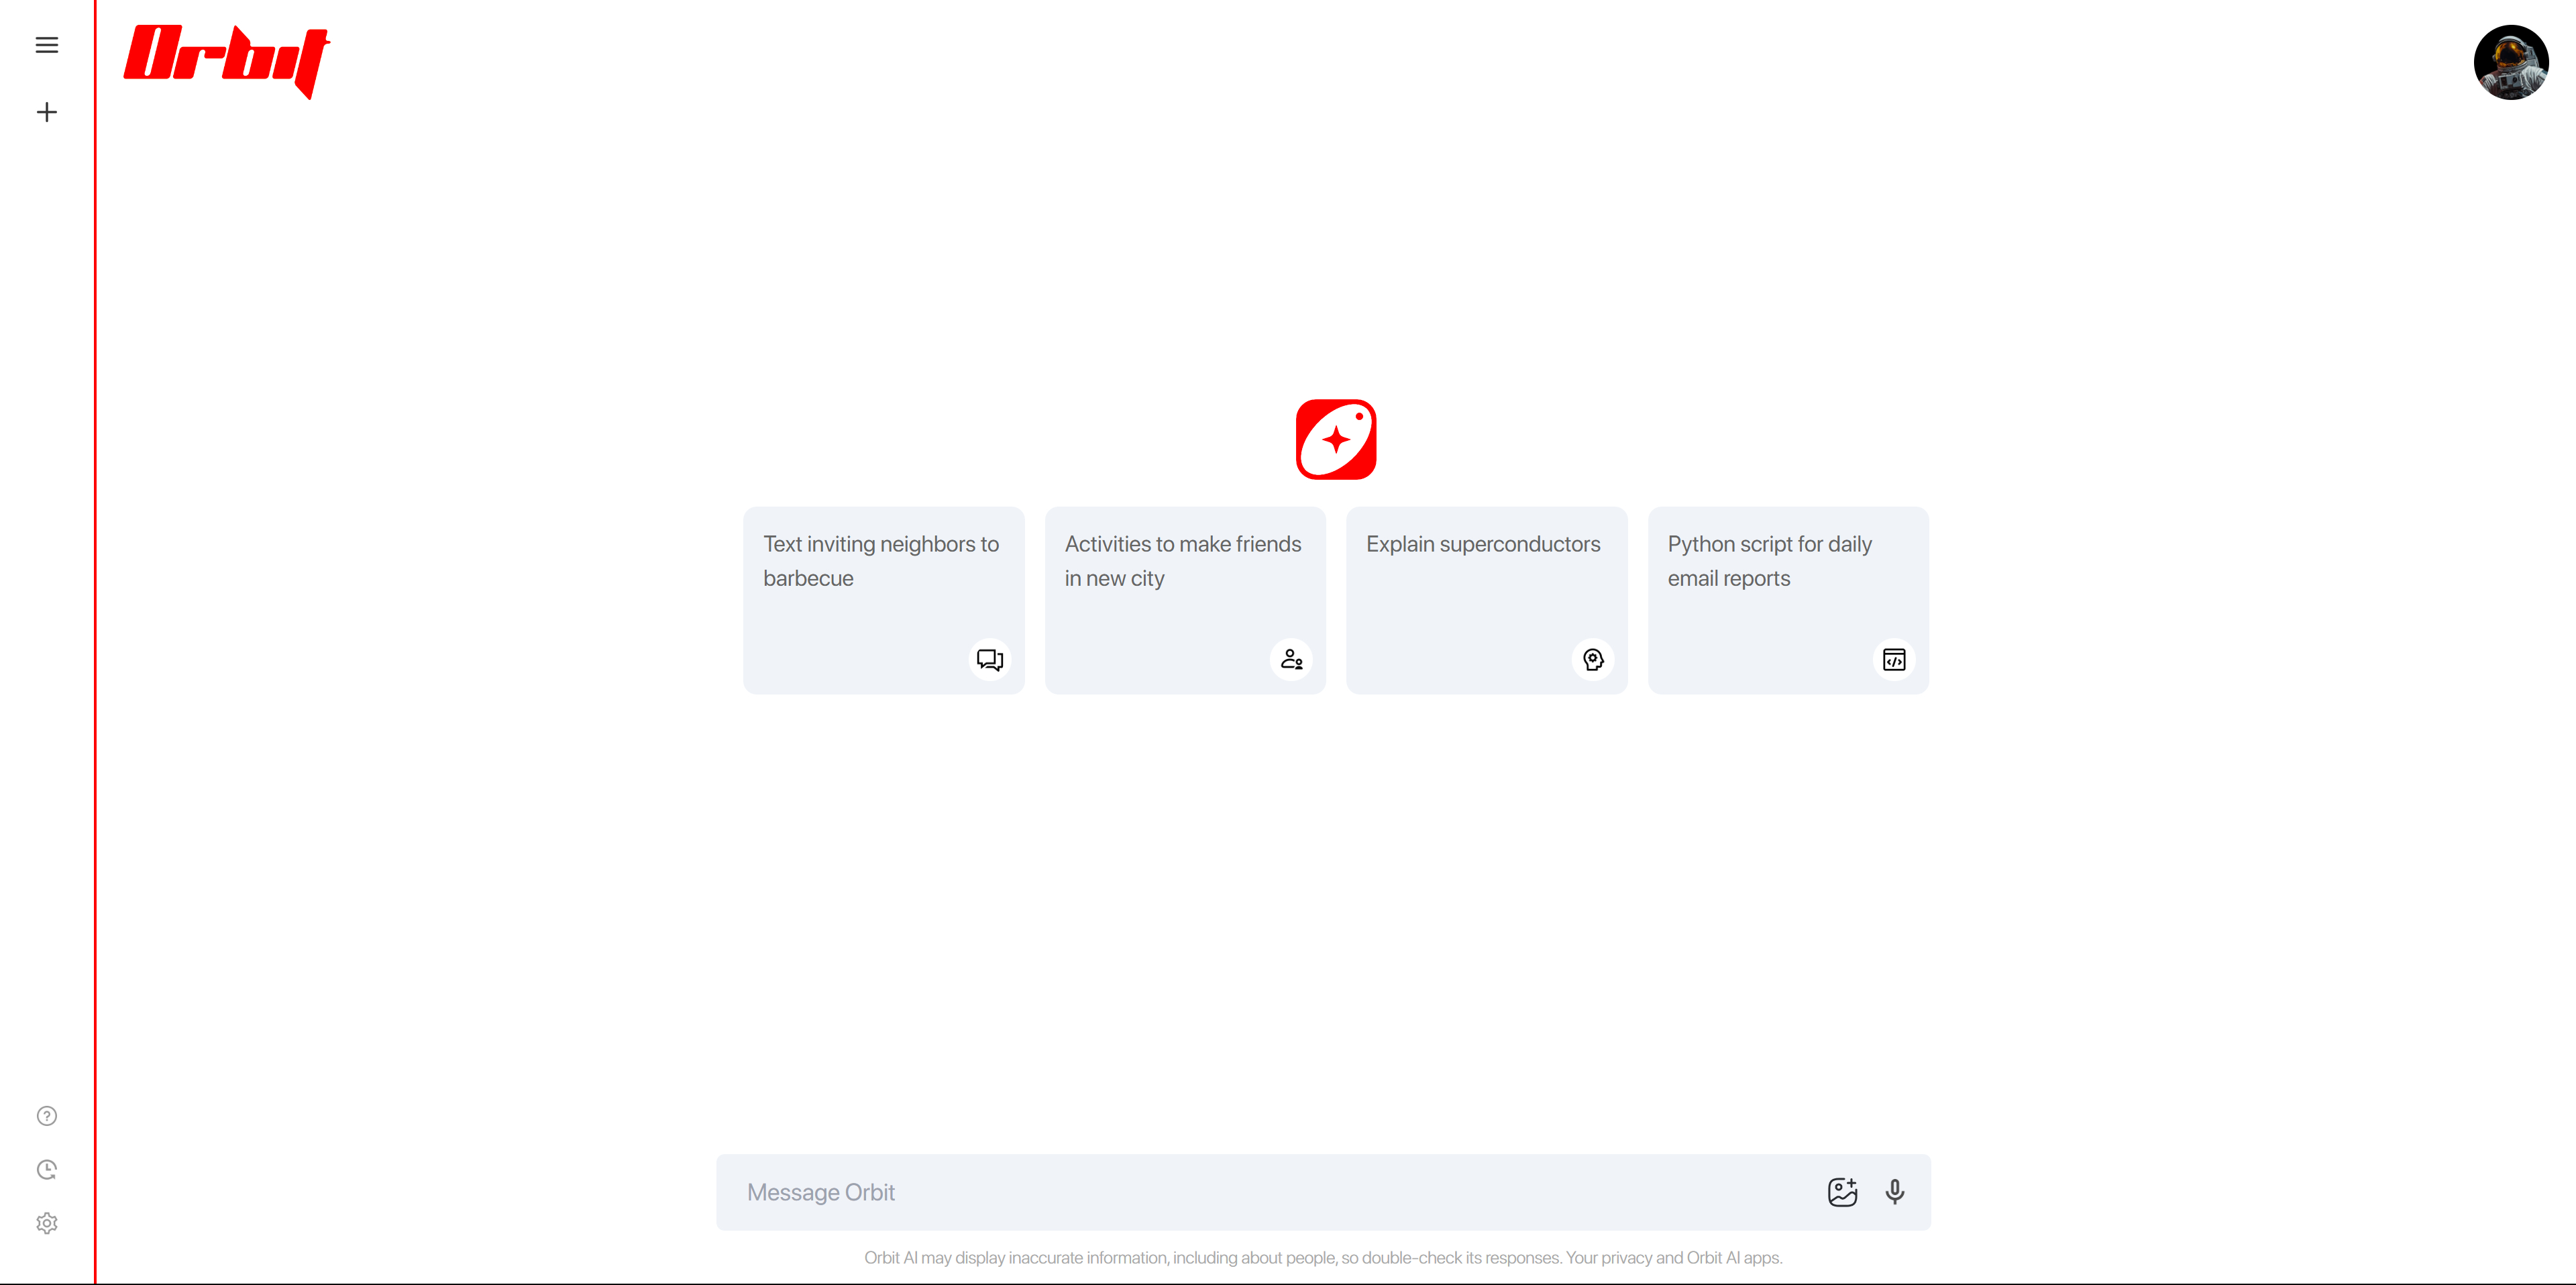 Orbit
Text inviting neighbors to
barbecue
Activities to make friends
in new city
Explain superconductors
Python script for daily
email reports
Message Orbit
Orbit AI may display inaccurate information, including about people, so double-check its responses. Your privacy and Orbit AI apps.